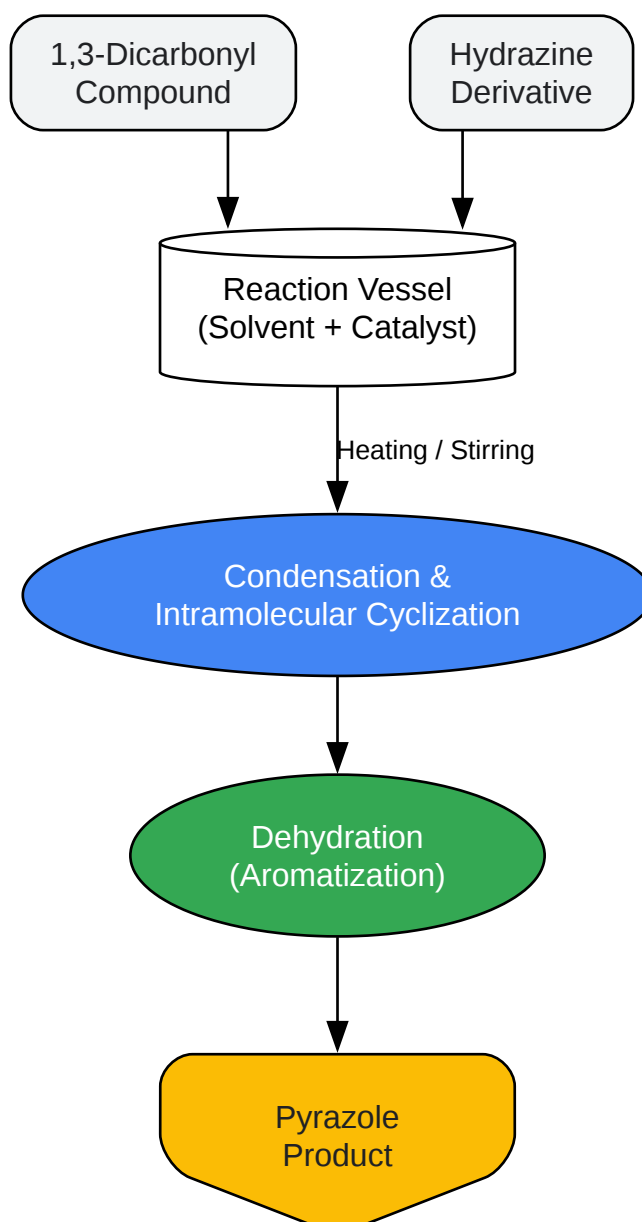 1,3-Dicarbonyl
Compound
Hydrazine
Derivative
Reaction Vessel
(Solvent + Catalyst)
Heating / Stirring
Condensation &
Intramolecular Cyclization
Dehydration
(Aromatization)
Pyrazole
Product